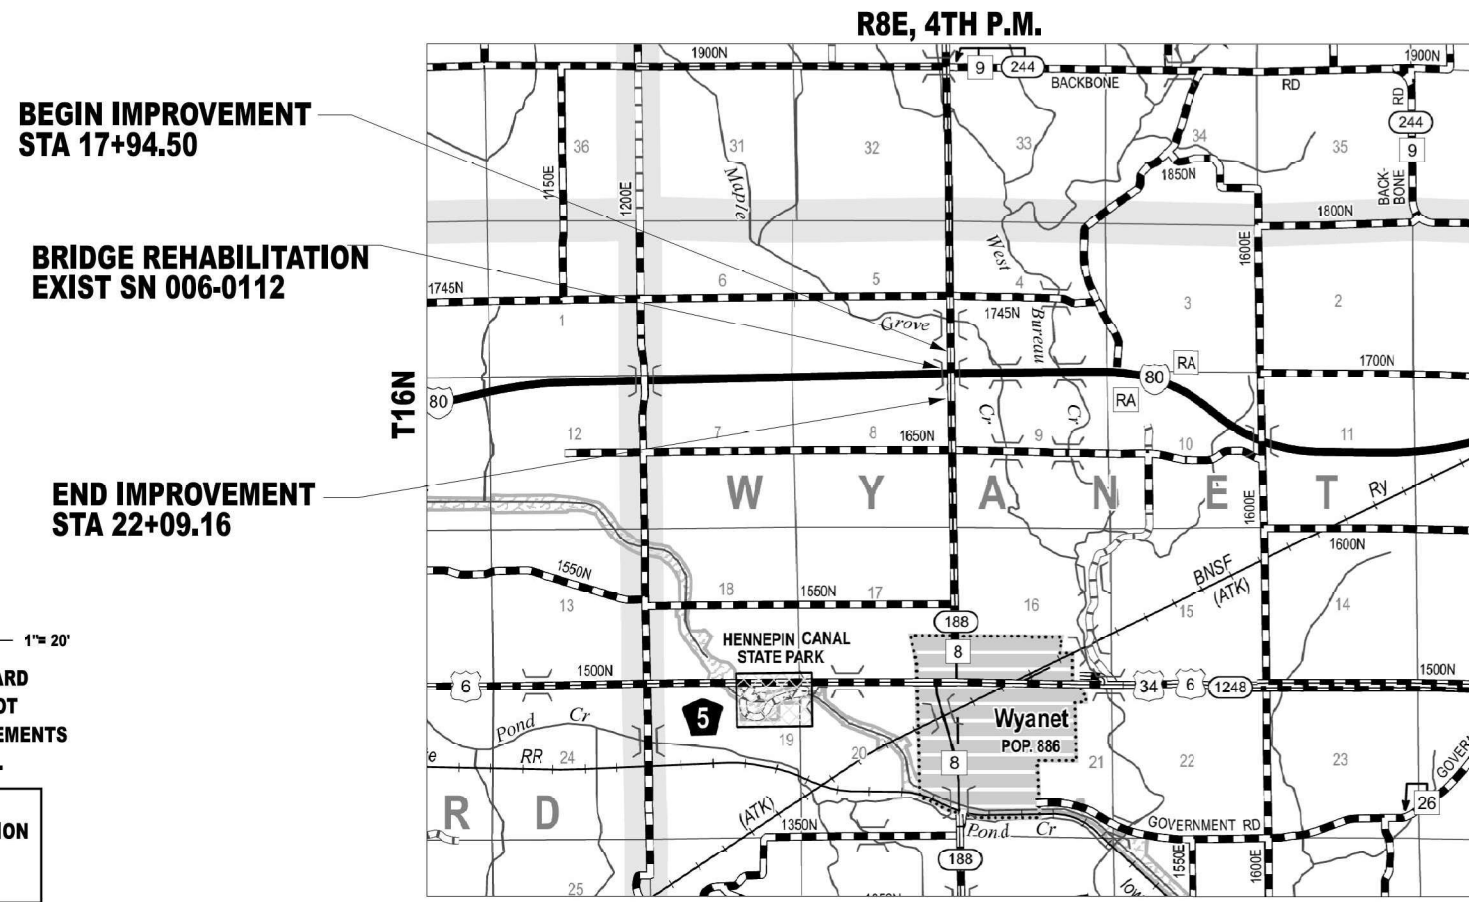 R8E, 4TH P.M.
1900N
9
244
BACKBONE
RD
1900N
BEGIN IMPROVEMENT
STA 17+94.50
RD
244
9
BACK-
BONE
36
31
32
33
34
35
1150E
1200E
Maple
1850N
1800N
1600E
West
BRIDGE REHABILITATION
EXIST SN 006-0112
1745N
6
5
4
3
2
1
Grove
1745N
Bureau
T16N
80
80
RA
RA
1700N
Cr
Cr
12
7
8
1650N
9
10
11
W Y A N E T
END IMPROVEMENT
STA 22+09.16
1600E
Ry
1600N
BNSF
(ATK)
1550N
13
18
1550N
17
16
15
14
188
8
1"= 20'
HENNEPIN CANAL
STATE PARK
6
1500N
34
6
1248
1500N
ARD
OT
EMENTS
5
Wyanet
POP. 886
Pond Cr
e
RR
24
19
20
8
21
22
23
GOVER
26
ION
R D
(ATK)
1350N
Pond Cr
GOVERNMENT RD
188
1550E
1600E
25
Iow